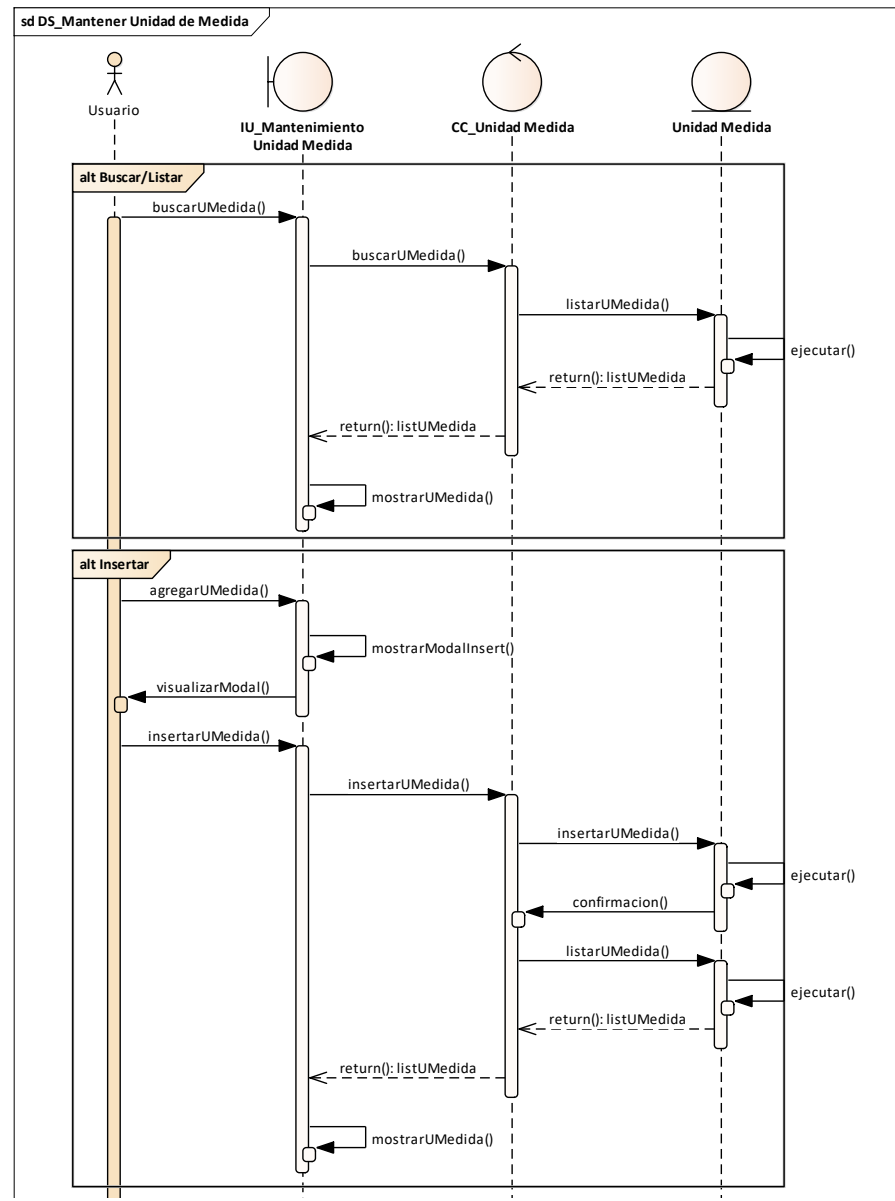 sd DS_Mantener Unidad de Medida
Usuario
IU_Mantenimiento
Unidad Medida
CC_Unidad Medida
Unidad Medida
alt Buscar/Listar
buscarUMedida()
buscarUMedida()
listarUMedida()
ejecutar()
return(): listUMedida
return(): listUMedida
mostrarUMedida()
alt Insertar
agregarUMedida()
mostrarModalInsert()
visualizarModal()
insertarUMedida()
insertarUMedida()
insertarUMedida()
ejecutar()
confirmacion()
listarUMedida()
ejecutar()
return(): listUMedida
return(): listUMedida
mostrarUMedida()